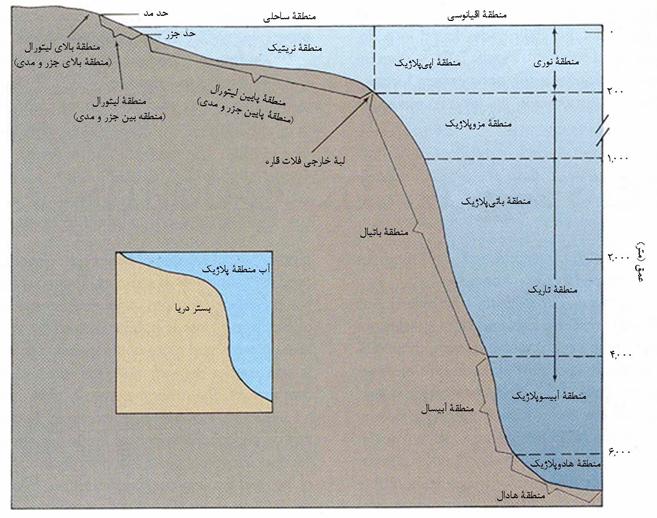 حد مد
منطقهٔ ساحلی
منطقهٔ اقیانوسی
حد جزر
منطقهٔ بالای لیتورال
(منطقهٔ بالای جزر و مدی)
منطقهٔ نریتیک
منطقهٔ اپی‌پلاژیک
منطقهٔ نوری
۰
منطقهٔ لیتورال
(منطقه بین جزر و مدی)
منطقهٔ پایین لیتورال
(منطقهٔ پایین جزر و مدی)
۲۰۰
منطقهٔ مزوپلاژیک
لبهٔ خارجی فلات قاره
۱,۰۰۰
منطقهٔ باتی‌پلاژیک
منطقهٔ باتیال
عمق (متر)
۲,۰۰۰
آب منطقهٔ پلاژیک
بستر دریا
منطقهٔ تاریک
۴,۰۰۰
منطقهٔ آبیسوپلاژیک
منطقهٔ آبیسال
۶,۰۰۰
منطقهٔ هادوپلاژیک
منطقهٔ هادال